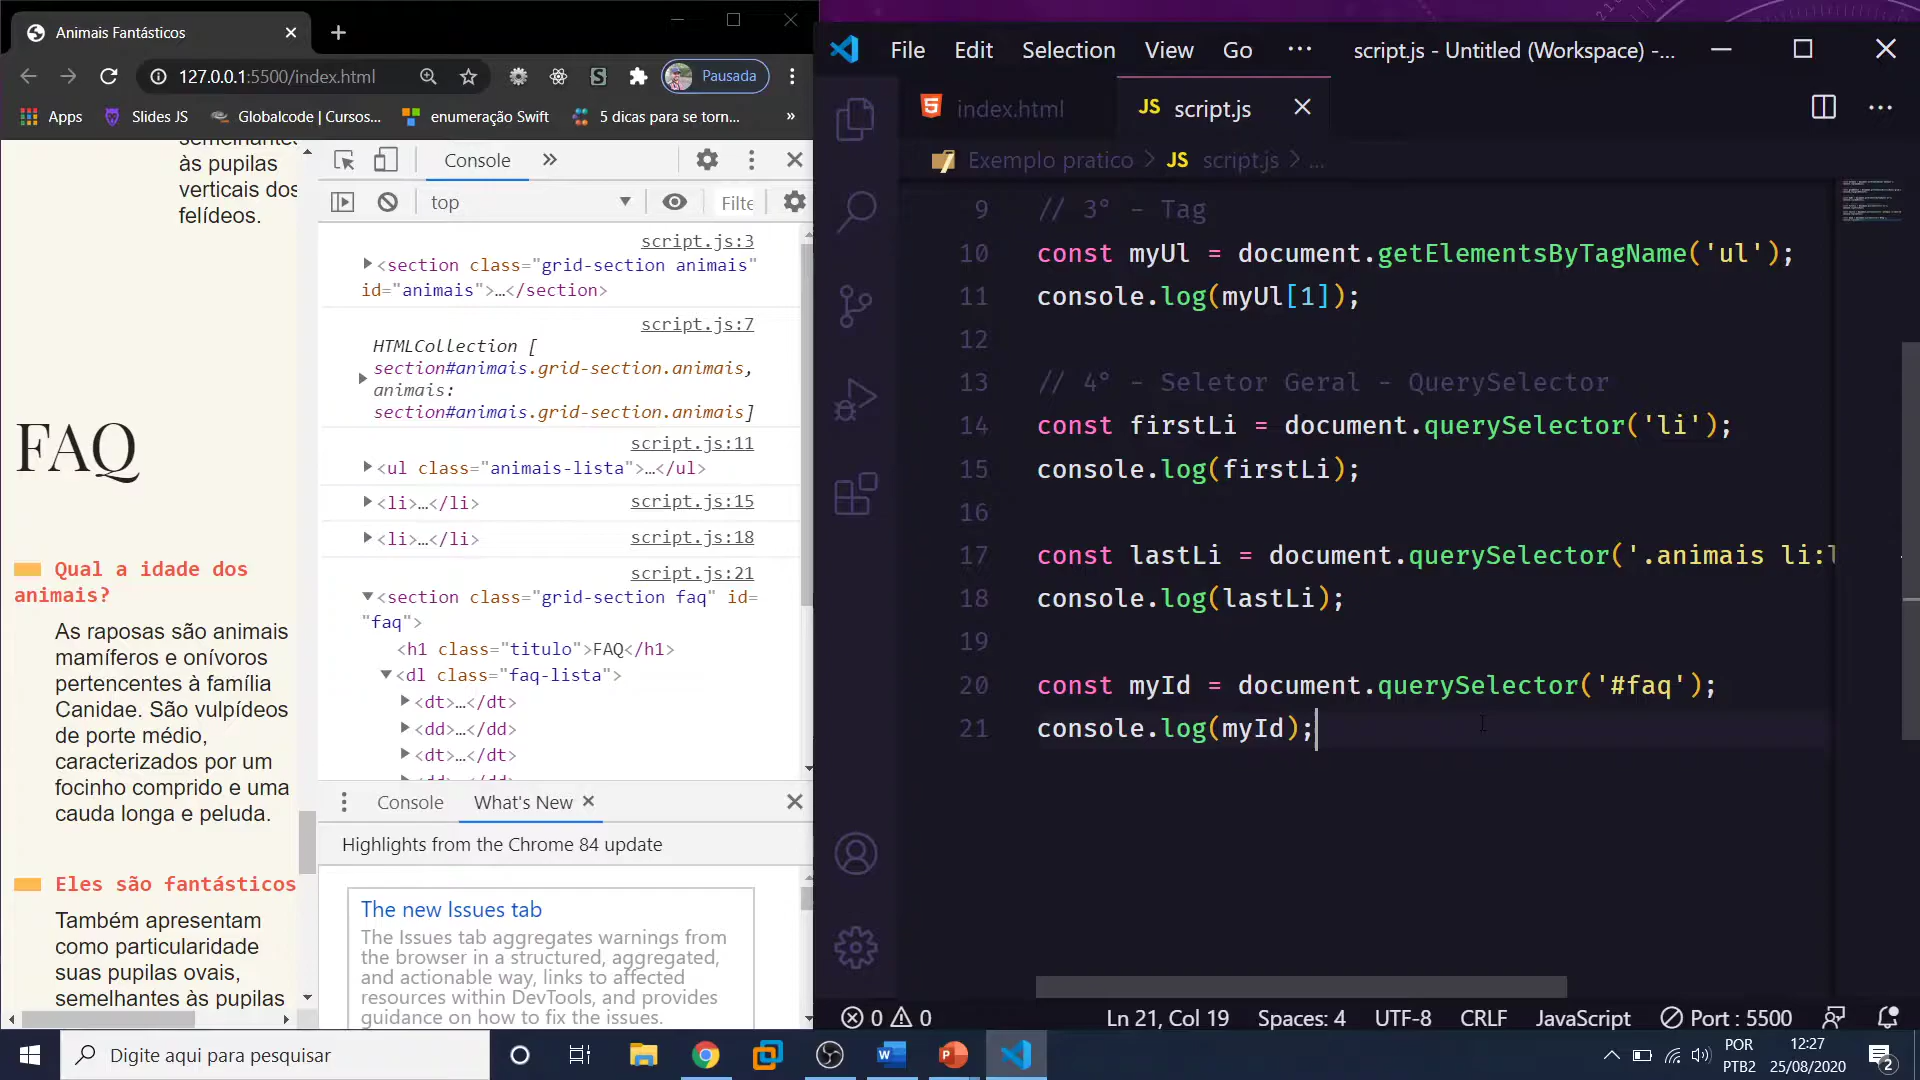 Animais Fantásticos
127.0.0.1:5500/index.html
Pausada
Apps
Slides JS
Globalcode | Cursos...
enumeração Swift
5 dicas para se torn...
»
às pupilas
verticais dos
felídeos.
FAQ
Qual a idade dos
animais?
As raposas são animais
mamíferos e onívoros
pertencentes à família
Canidae. São vulpídeos
de porte médio,
caracterizados por um
focinho comprido e uma
cauda longa e peluda.
Eles são fantásticos
Também apresentam
como particularidade
suas pupilas ovais,
semelhantes às pupilas
Console
»
top
Filte
script.js:3
<section class="grid-section animais"
id="animais">…</section>
script.js:7
HTMLCollection [
section#animais.grid-section.animais,
animais:
section#animais.grid-section.animais]
script.js:11
<ul class="animais-lista">…</ul>
<li>…</li> script.js:15
<li>…</li> script.js:18
script.js:21
<section class="grid-section faq" id=
"faq">
<h1 class="titulo">FAQ</h1>
<dl class="faq-lista">
<dt>…</dt>
<dd>…</dd>
<dt>…</dt>
Console
What's New
Highlights from the Chrome 84 update
The new Issues tab
The Issues tab aggregates warnings from
the browser in a structured, aggregated,
and actionable way, links to affected
resources within DevTools, and provides
guidance on how to fix the issues.
File Edit Selection View Go ··· script.js - Untitled (Workspace) -...
index.html
JS script.js
Exemplo pratico > JS script.js > ...
9 // 3° - Tag
10 const myUl = document.getElementsByTagName('ul');
11 console.log(myUl[1]);
12
13 // 4° - Seletor Geral - QuerySelector
14 const firstLi = document.querySelector('li');
15 console.log(firstLi);
16
17 const lastLi = document.querySelector('.animais li:l
18 console.log(lastLi);
19
20 const myId = document.querySelector('#faq');
21 console.log(myId);
0 0
Ln 21, Col 19 Spaces: 4 UTF-8 CRLF JavaScript Port : 5500
Digite aqui para pesquisar
POR
PTB2
12:27
25/08/2020
2